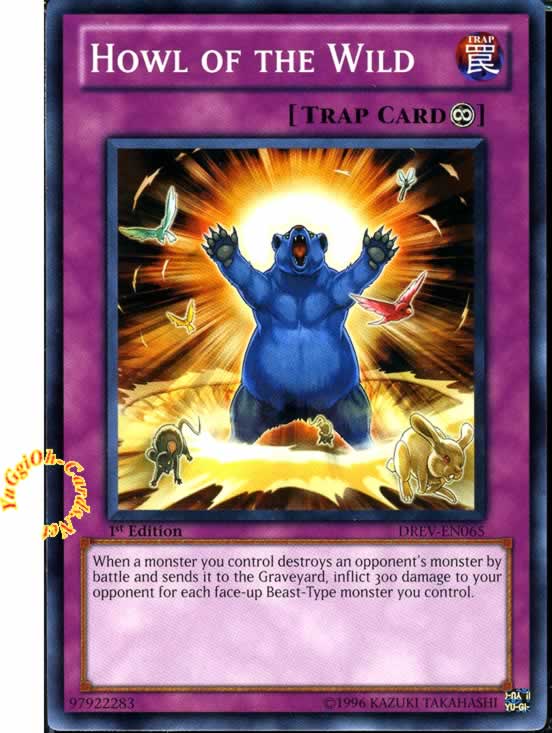 HOWL OF THE WILD
TRAP
罠
[TRAP CARD∞]
1st Edition
DREV-EN065
When a monster you control destroys an opponent's monster by
battle and sends it to the Graveyard, inflict 300 damage to your
opponent for each face-up Beast-Type monster you control.
97922283
©1996 KAZUKI TAKAHASHI
YuGgiOh-Cards.Net